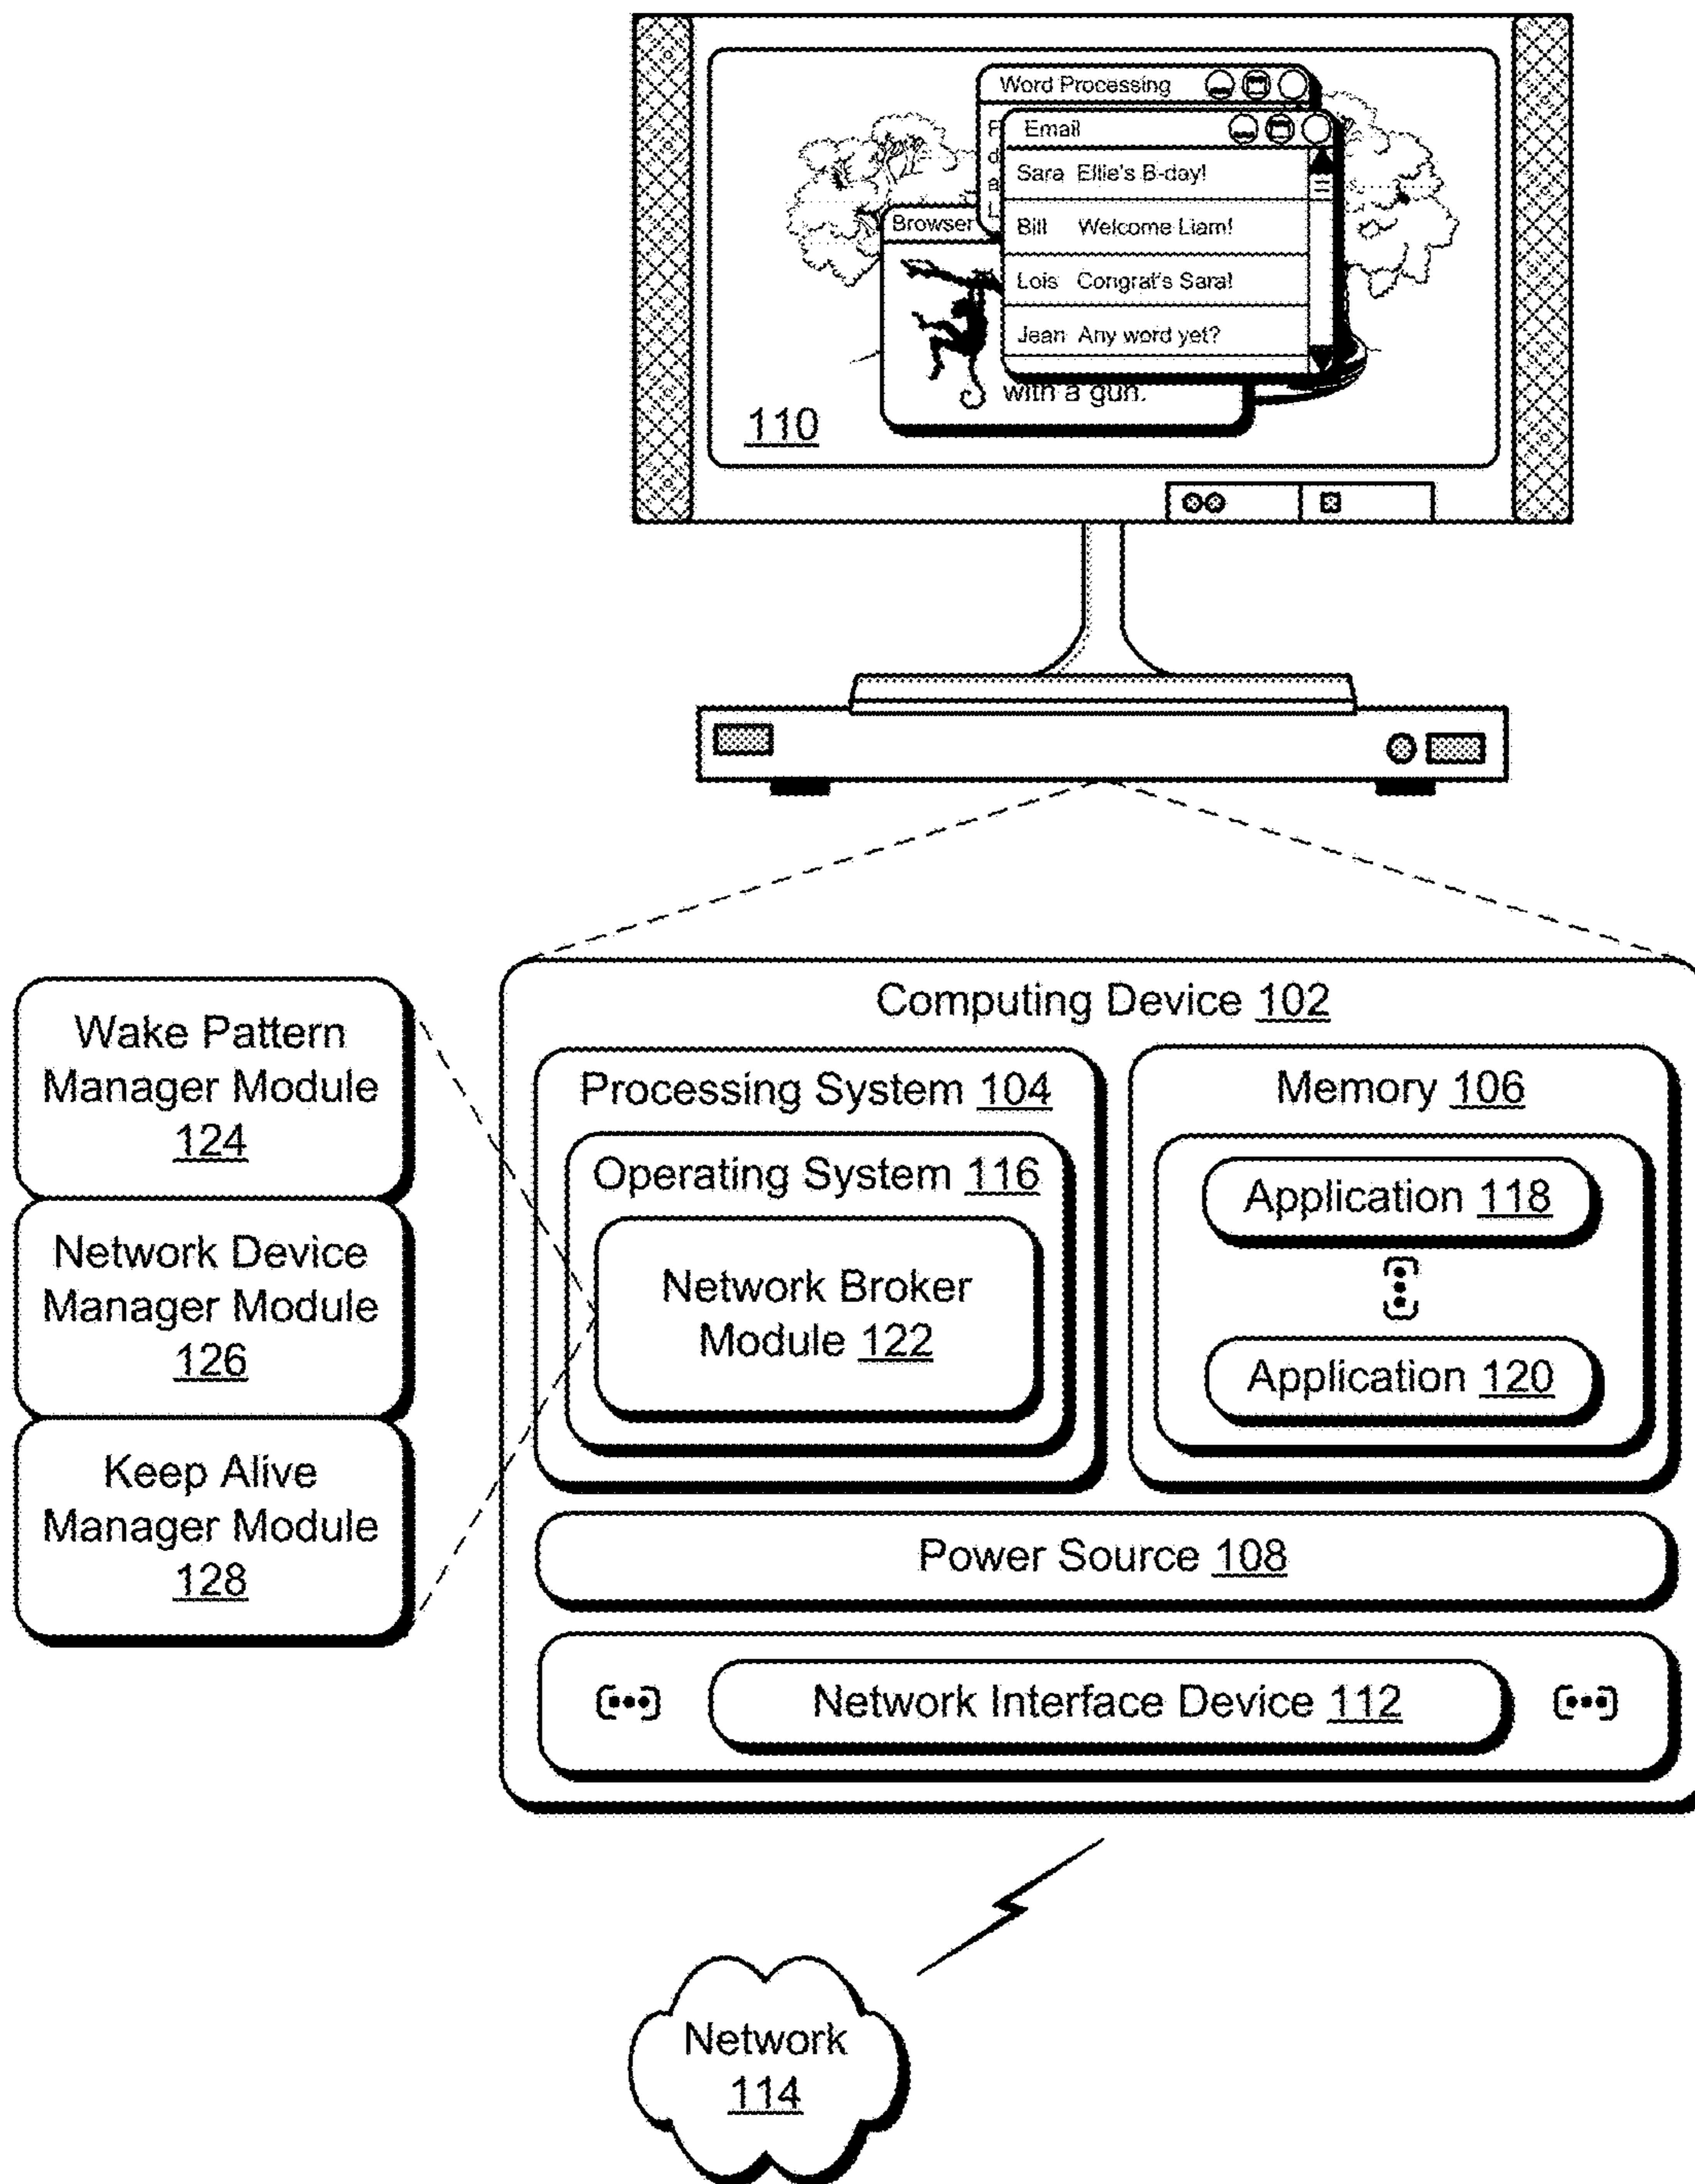 Word Processing
Email
Sara Ellie's B-day!
Bill Welcome Liam!
Lois Congrat's Sara!
Jean Any word yet?
F
d
a
L
Browser
with a gun.
110
Computing Device 102
Processing System 104
Operating System 116
Network Broker
Module 122
Memory 106
Application 118
Application 120
Wake Pattern
Manager Module
124
Network Device
Manager Module
126
Keep Alive
Manager Module
128
Power Source 108
Network Interface Device 112
Network
114